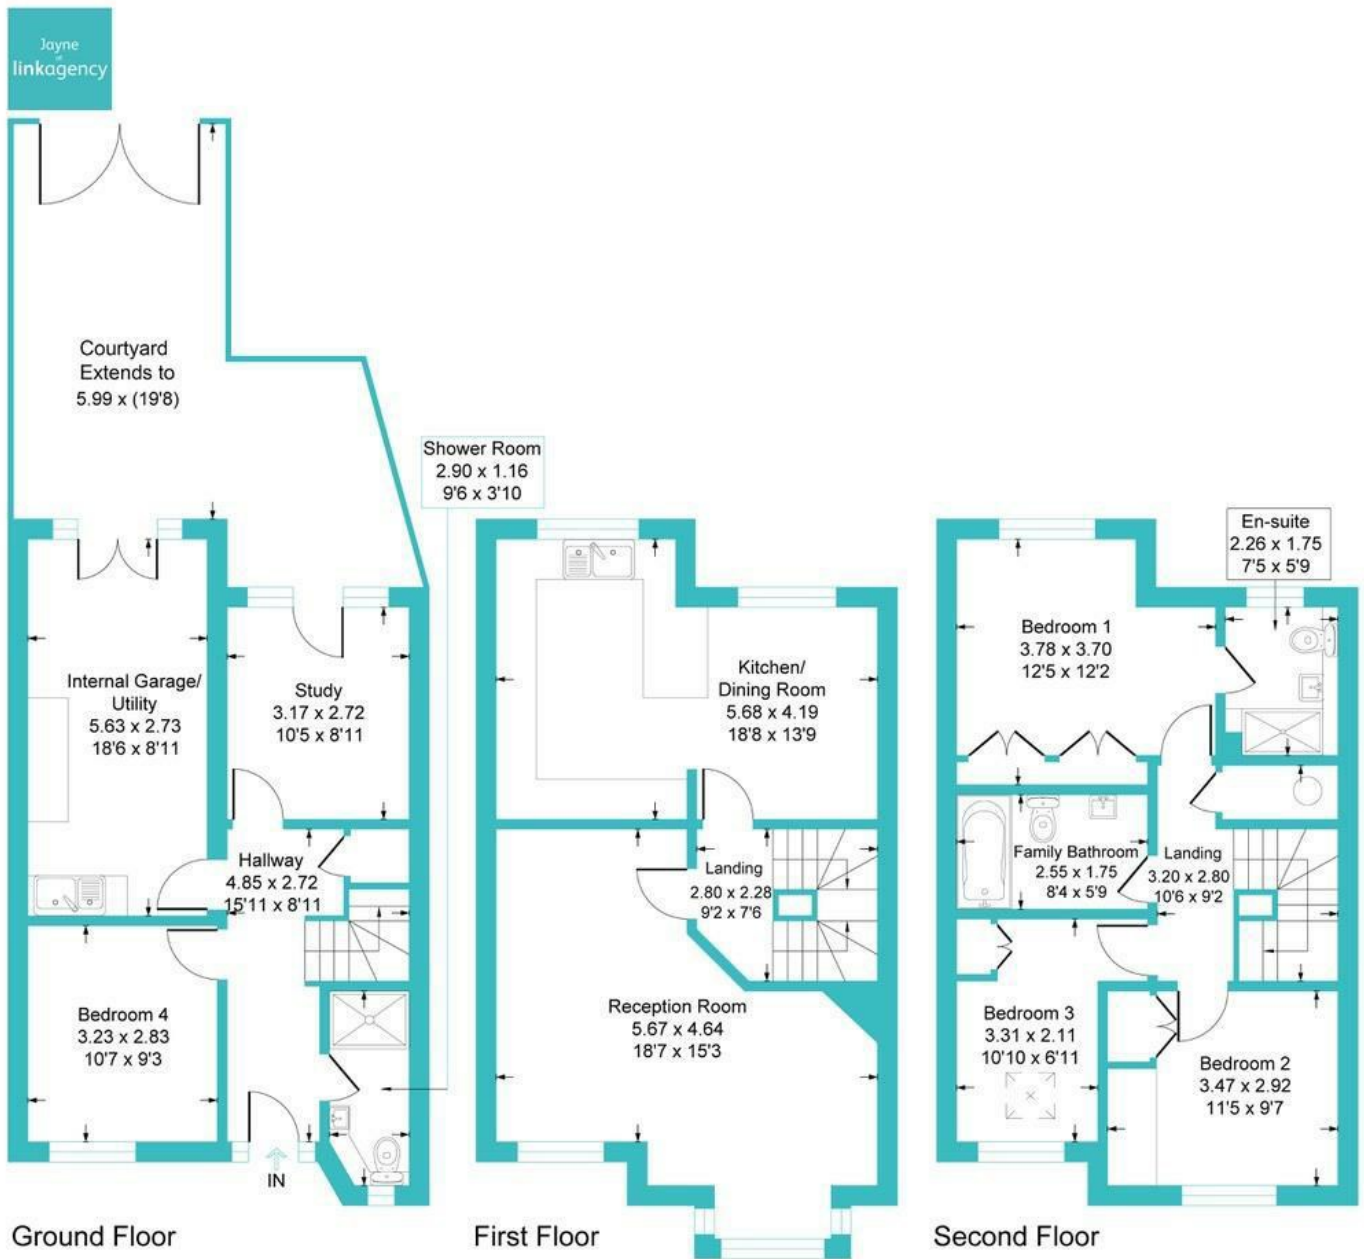 Jayne
at
linkagency
Courtyard
Extends to
5.99 x (19'8)
Shower Room
2.90 x 1.16
9'6 x 3'10
Internal Garage/
Utility
5.63 x 2.73
18'6 x 8'11
Study
3.17 x 2.72
10'5 x 8'11
Hallway
4.85 x 2.72
15'11 x 8'11
Bedroom 4
3.23 x 2.83
10'7 x 9'3
IN
Ground Floor
Kitchen/
Dining Room
5.68 x 4.19
18'8 x 13'9
Landing
2.80 x 2.28
9'2 x 7'6
Reception Room
5.67 x 4.64
18'7 x 15'3
First Floor
En-suite
2.26 x 1.75
7'5 x 5'9
Bedroom 1
3.78 x 3.70
12'5 x 12'2
Family Bathroom
2.55 x 1.75
8'4 x 5'9
Landing
3.20 x 2.80
10'6 x 9'2
Bedroom 3
3.31 x 2.11
10'10 x 6'11
Bedroom 2
3.47 x 2.92
11'5 x 9'7
Second Floor